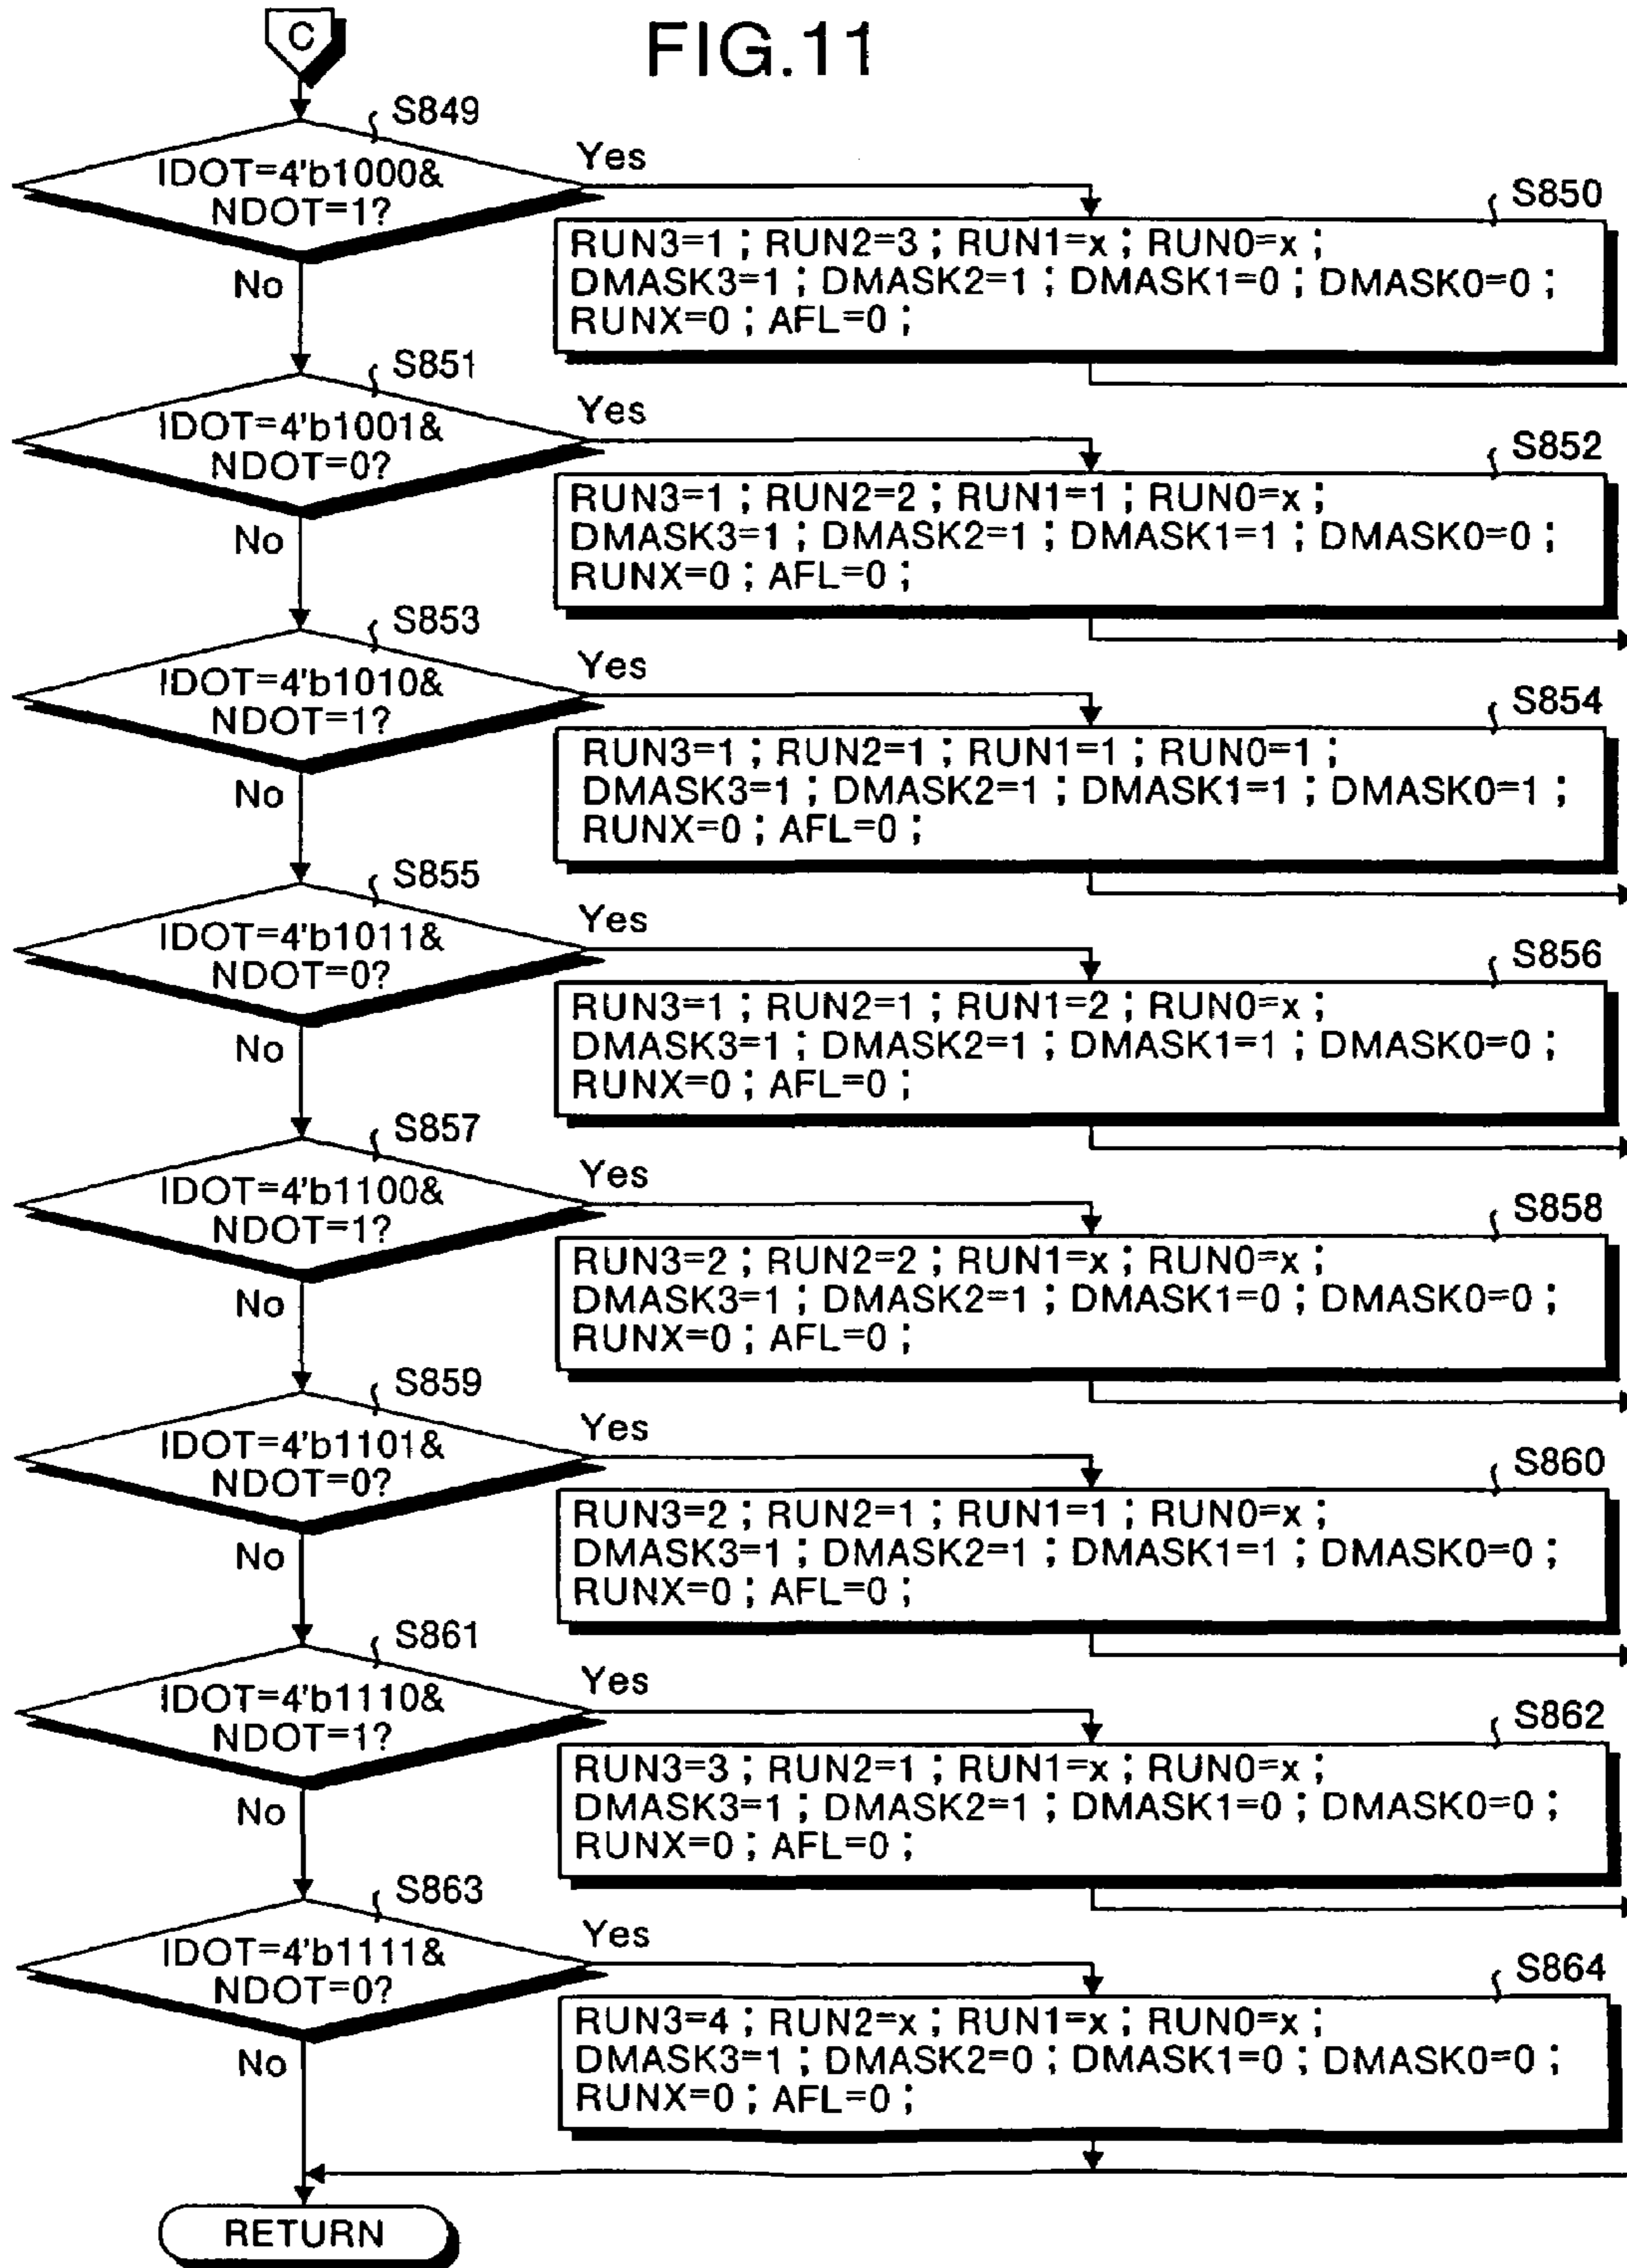 C
FIG.11
S849
IDOT=4'b1000&
NDOT=1?
Yes
No
S850
RUN3=1 ; RUN2=3 ; RUN1=x ; RUN0=x ;
DMASK3=1 ; DMASK2=1 ; DMASK1=0 ; DMASK0=0 ;
RUNX=0 ; AFL=0 ;
S851
IDOT=4'b1001&
NDOT=0?
Yes
No
S852
RUN3=1 ; RUN2=2 ; RUN1=1 ; RUN0=x ;
DMASK3=1 ; DMASK2=1 ; DMASK1=1 ; DMASK0=0 ;
RUNX=0 ; AFL=0 ;
S853
IDOT=4'b1010&
NDOT=1?
Yes
No
S854
RUN3=1 ; RUN2=1 ; RUN1=1 ; RUN0=1 ;
DMASK3=1 ; DMASK2=1 ; DMASK1=1 ; DMASK0=1 ;
RUNX=0 ; AFL=0 ;
S855
IDOT=4'b1011&
NDOT=0?
Yes
No
S856
RUN3=1 ; RUN2=1 ; RUN1=2 ; RUN0=x ;
DMASK3=1 ; DMASK2=1 ; DMASK1=1 ; DMASK0=0 ;
RUNX=0 ; AFL=0 ;
S857
IDOT=4'b1100&
NDOT=1?
Yes
No
S858
RUN3=2 ; RUN2=2 ; RUN1=x ; RUN0=x ;
DMASK3=1 ; DMASK2=1 ; DMASK1=0 ; DMASK0=0 ;
RUNX=0 ; AFL=0 ;
S859
IDOT=4'b1101&
NDOT=0?
Yes
No
S860
RUN3=2 ; RUN2=1 ; RUN1=1 ; RUN0=x ;
DMASK3=1 ; DMASK2=1 ; DMASK1=1 ; DMASK0=0 ;
RUNX=0 ; AFL=0 ;
S861
IDOT=4'b1110&
NDOT=1?
Yes
No
S862
RUN3=3 ; RUN2=1 ; RUN1=x ; RUN0=x ;
DMASK3=1 ; DMASK2=1 ; DMASK1=0 ; DMASK0=0 ;
RUNX=0 ; AFL=0 ;
S863
IDOT=4'b1111&
NDOT=0?
Yes
No
S864
RUN3=4 ; RUN2=x ; RUN1=x ; RUN0=x ;
DMASK3=1 ; DMASK2=0 ; DMASK1=0 ; DMASK0=0 ;
RUNX=0 ; AFL=0 ;
RETURN